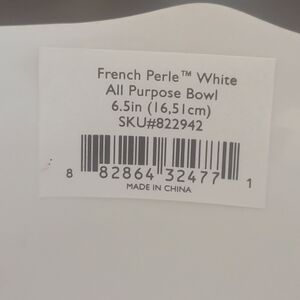 French Perle™ White
All Purpose Bowl
6.5in (16,51cm)
SKU#822942
8 82864 32477 1
MADE IN CHINA